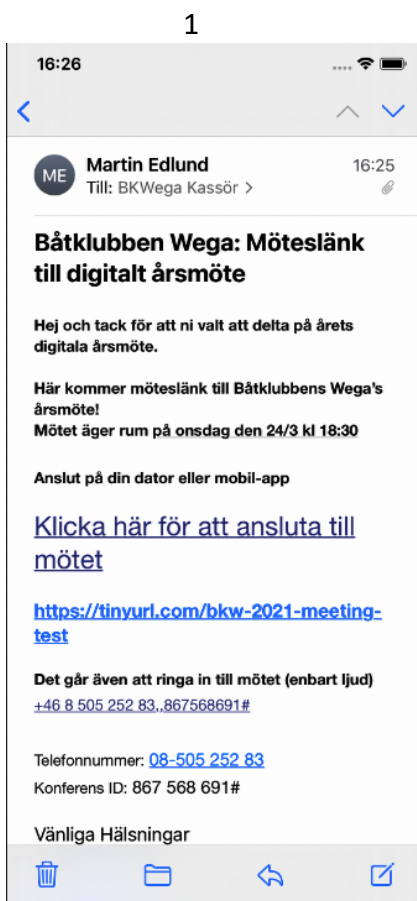 1
16:26
ME
Martin Edlund
16:25
Till: BKWega Kassör >
Båtklubben Wega: Möteslänk
till digitalt årsmöte
Hej och tack för att ni valt att delta på årets
digitala årsmöte.
Här kommer möteslänk till Båtklubbens Wega's
årsmöte!
Mötet äger rum på onsdag den 24/3 kl 18:30
Anslut på din dator eller mobil-app
Klicka här för att ansluta till
mötet
https://tinyurl.com/bkw-2021-meeting-
test
Det går även att ringa in till mötet (enbart ljud)
+46 8 505 252 83,,867568691#
Telefonnummer: 08-505 252 83
Konferens ID: 867 568 691#
Vänliga Hälsningar